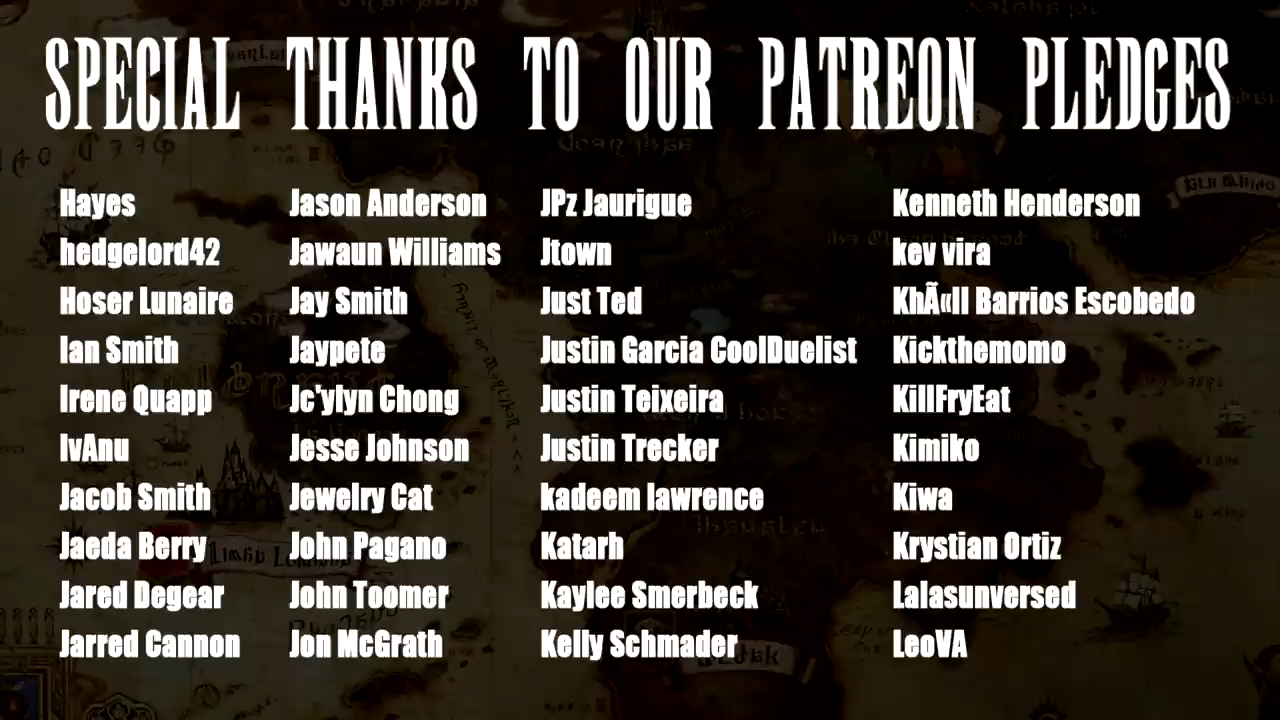 SPECIAL THANKS TO OUR PATREON PLEDGES
Hayes
hedgelord42
Hoser Lunaire
Ian Smith
Irene Quapp
IvAnu
Jacob Smith
Jaeda Berry
Jared Degear
Jarred Cannon
Jason Anderson
Jawaun Williams
Jay Smith
Jaypete
Jc'ylyn Chong
Jesse Johnson
Jewelry Cat
John Pagano
John Toomer
Jon McGrath
JPz Jaurigue
Jtown
Just Ted
Justin Garcia CoolDuelist
Justin Teixeira
Justin Trecker
kadeem lawrence
Katarh
Kaylee Smerbeck
Kelly Schmader
Kenneth Henderson
kev vira
KhÃ«ll Barrios Escobedo
Kickthemomo
KillFryEat
Kimiko
Kiwa
Krystian Ortiz
Lalasunversed
LeoVA